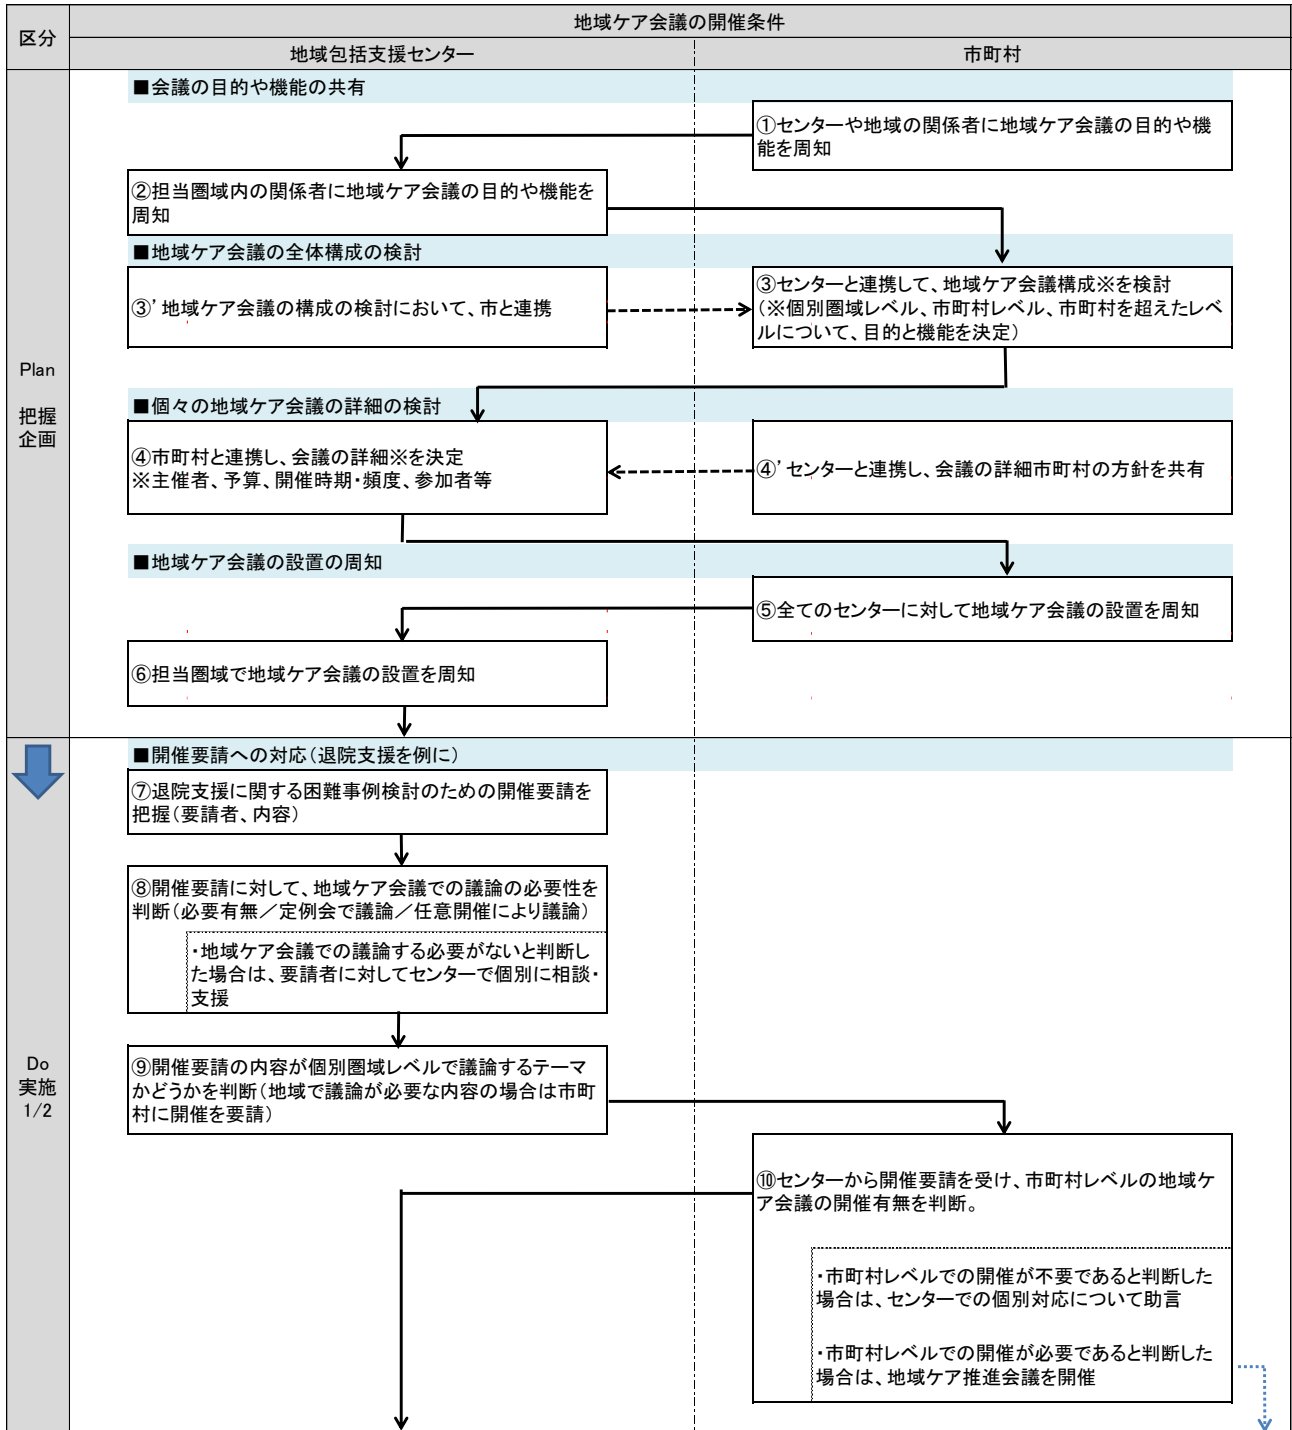 区分
地域ケア会議の開催条件
地域包括支援センター
市町村
Plan
把握
企画
■会議の目的や機能の共有
①センターや地域の関係者に地域ケア会議の目的や機
能を周知
②担当圏域内の関係者に地域ケア会議の目的や機能を
周知
■地域ケア会議の全体構成の検討
③’地域ケア会議の構成の検討において、市と連携
③センターと連携して、地域ケア会議構成※を検討
(※個別圏域レベル、市町村レベル、市町村を超えたレベ
ルについて、目的と機能を決定)
■個々の地域ケア会議の詳細の検討
④市町村と連携し、会議の詳細※を決定
※主催者、予算、開催時期・頻度、参加者等
④’センターと連携し、会議の詳細市町村の方針を共有
■地域ケア会議の設置の周知
⑤全てのセンターに対して地域ケア会議の設置を周知
⑥担当圏域で地域ケア会議の設置を周知
Do
実施
1/2
■開催要請への対応(退院支援を例に)
⑦退院支援に関する困難事例検討のための開催要請を
把握(要請者、内容)
⑧開催要請に対して、地域ケア会議での議論の必要性を
判断(必要有無/定例会で議論/任意開催により議論)
・地域ケア会議での議論する必要がないと判断し
た場合は、要請者に対してセンターで個別に相談・
支援
⑨開催要請の内容が個別圏域レベルで議論するテーマ
かどうかを判断(地域で議論が必要な内容の場合は市町
村に開催を要請)
⑩センターから開催要請を受け、市町村レベルの地域ケ
ア会議の開催有無を判断。
・市町村レベルでの開催が不要であると判断した
場合は、センターでの個別対応について助言
・市町村レベルでの開催が必要であると判断した
場合は、地域ケア推進会議を開催